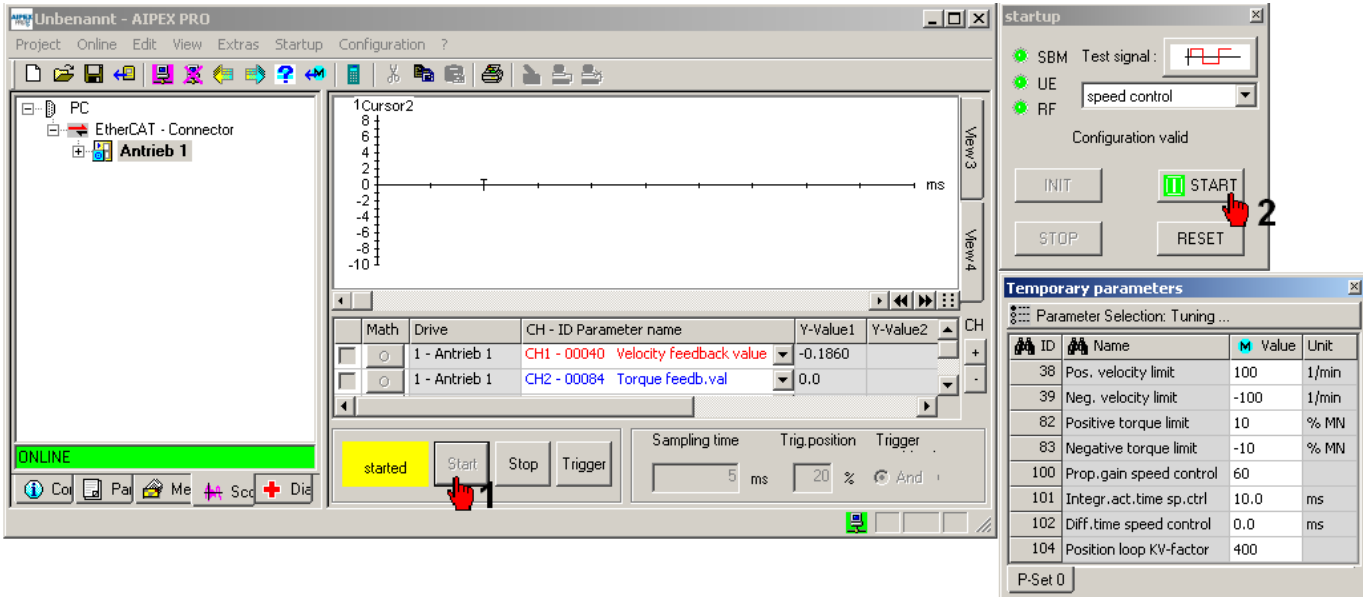 Unbenannt - AIPEX PRO
Project Online Edit View Extras Startup Configuration ?
PC
EtherCAT - Connector
Antrieb 1
ONLINE
Pa
Me
Dia
1Cursor2
8
6
4
2
0
-2
-4
-6
-8
-10
ms
View3
View4
Math Drive CH - ID Parameter name Y-Value1 Y-Value2 CH
1 - Antrieb 1 CH1 - 00040 Velocity feedback value -0.1860 +
1 - Antrieb 1 CH2 - 00084 Torque feedb.val 0.0 -
started Start Stop Trigger
1
Sampling time Trig.position Trigger
5 ms 20 % And
startup
SBM Test signal :
UE
speed control
RF
Configuration valid
INIT START
2
STOP RESET
Temporary parameters
Parameter Selection: Tuning ...
ID Name M Value Unit
38 Pos. velocity limit 100 1/min
39 Neg. velocity limit -100 1/min
82 Positive torque limit 10 % MN
83 Negative torque limit -10 % MN
100 Prop.gain speed control 60
101 Integr.act.time sp.ctrl 10.0 ms
102 Diff.time speed control 0.0 ms
104 Position loop KV-factor 400
P-Set 0